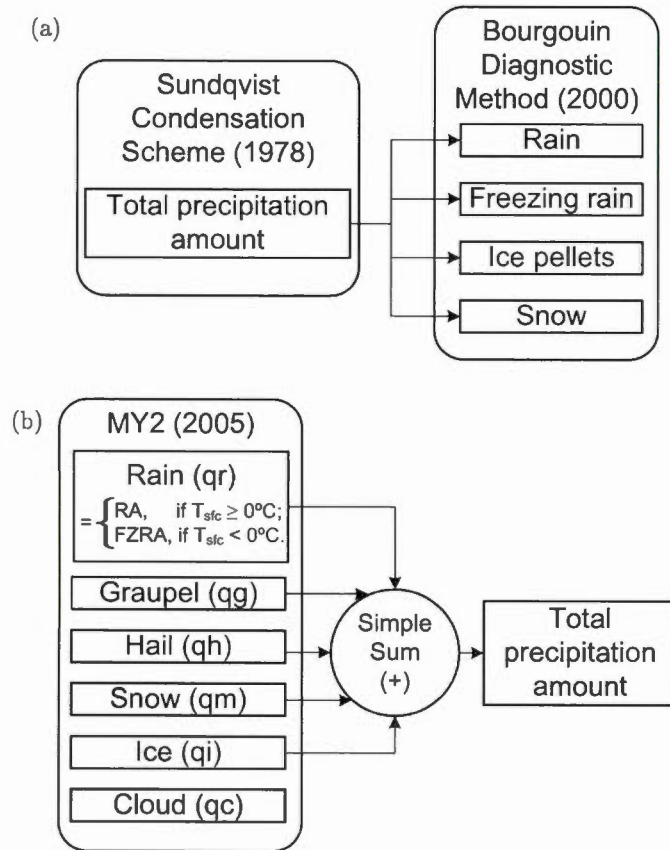 (a)
Sundqvist
Condensation
Scheme (1978)
Total precipitation
amount
Bourgouin
Diagnostic
Method (2000)
Rain
Freezing rain
Ice pellets
Snow
(b)
MY2 (2005)
Rain (qr)
={RA, if Tsfc ≥ 0ºC;
FZRA, if Tsfc < 0ºC.
Graupel (qg)
Hail (qh)
Snow (qm)
Ice (qi)
Cloud (qc)
Simple
Sum
(+)
Total
precipitation
amount